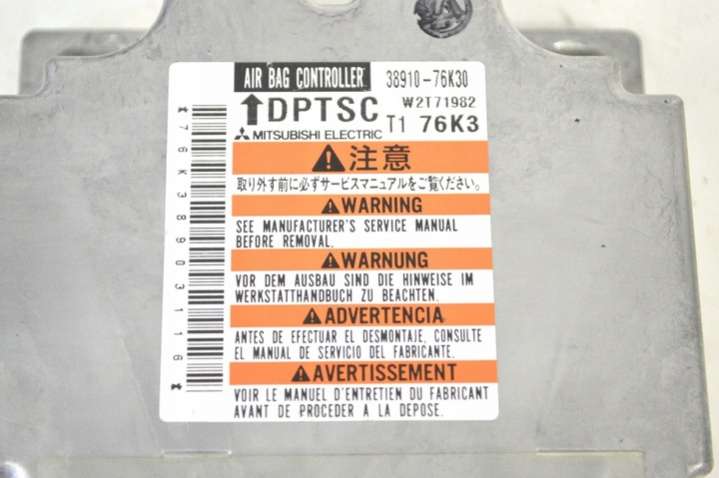 AIR BAG CONTROLLER 38910-76K30
↑DPTSC W2T71982
MITSUBISHI ELECTRIC T1 76K3
注意
取り外す前に必ずサービスマニュアルをご覧ください。
WARNING
SEE MANUFACTURER'S SERVICE MANUAL
BEFORE REMOVAL.
WARNUNG
VOR DEM AUSBAU SIND DIE HINWEISE IM
WERKSTATTHANDBUCH ZU BEACHTEN.
ADVERTENCIA
ANTES DE EFECTUAR EL DESMONTAJE, CONSULTE
EL MANUAL DE SERVICIO DEL FABRICANTE.
AVERTISSEMENT
VOIR LE MANUEL D'ENTRETIEN DU FABRICANT
AVANT DE PROCEDER A LA DEPOSE.
*76K38903116*